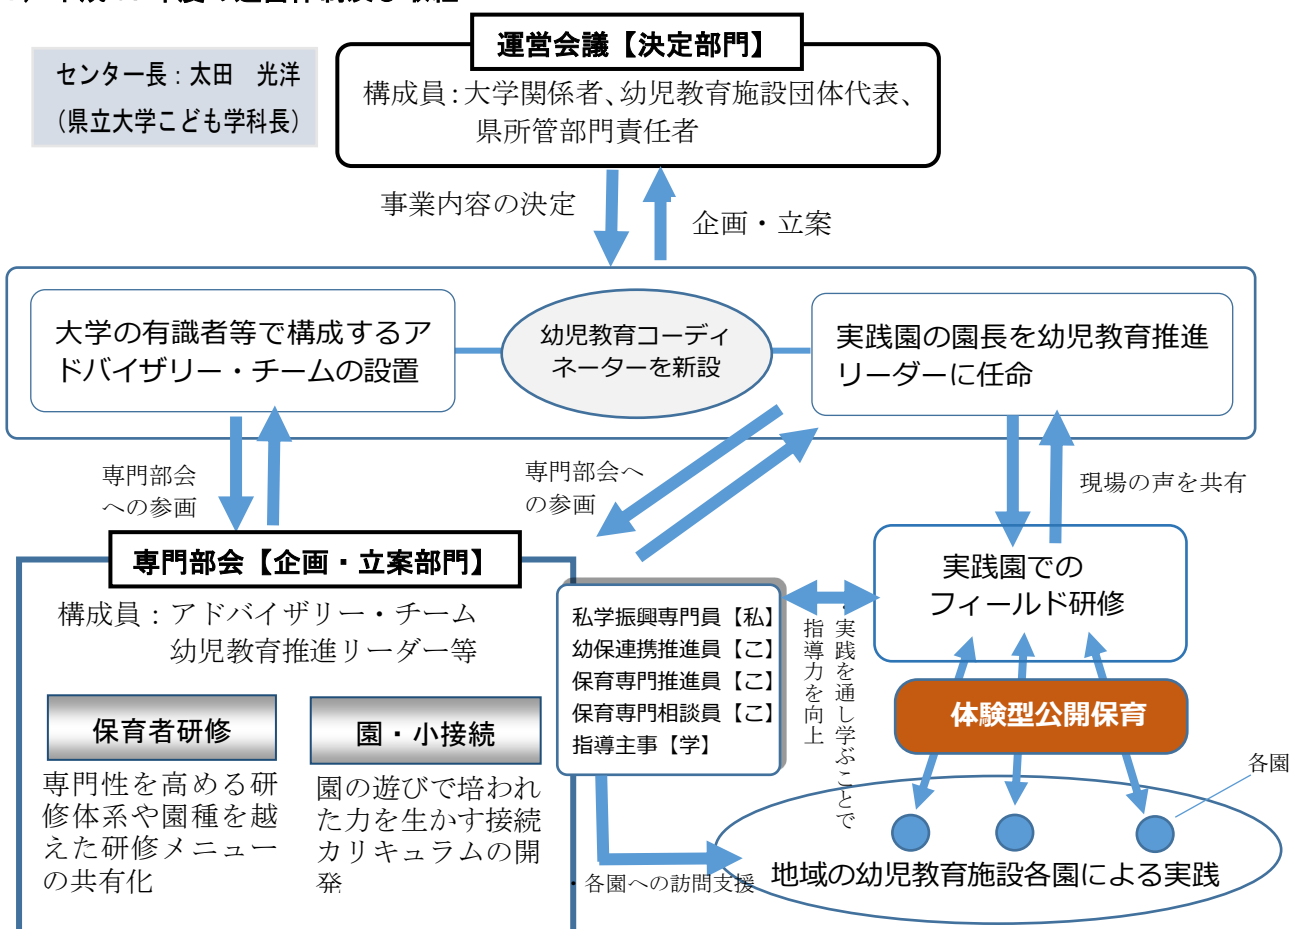 運営会議【決定部門】
センター長：太田　光洋
（県立大学こども学科長）
構成員：大学関係者、幼児教育施設団体代表、
県所管部門責任者
事業内容の決定
企画・立案
大学の有識者等で構成するア
ドバイザリー・チームの設置
幼児教育コーディ
ネーターを新設
実践園の園長を幼児教育推進
リーダーに任命
専門部会
への参画
専門部会へ
の参画
現場の声を共有
専門部会【企画・立案部門】
構成員：アドバイザリー・チーム
幼児教育推進リーダー等
保育者研修
専門性を高める研
修体系や園種を越
えた研修メニュー
の共有化
園・小接続
園の遊びで培われ
た力を生かす接続
カリキュラムの開
発
私学振興専門員【私】
幼保連携推進員【こ】
保育専門推進員【こ】
保育専門相談員【こ】
指導主事【学】
・実践を通し学ぶことで
指導力を向上
実践園での
フィールド研修
体験型公開保育
各園
地域の幼児教育施設各園による実践
・各園への訪問支援